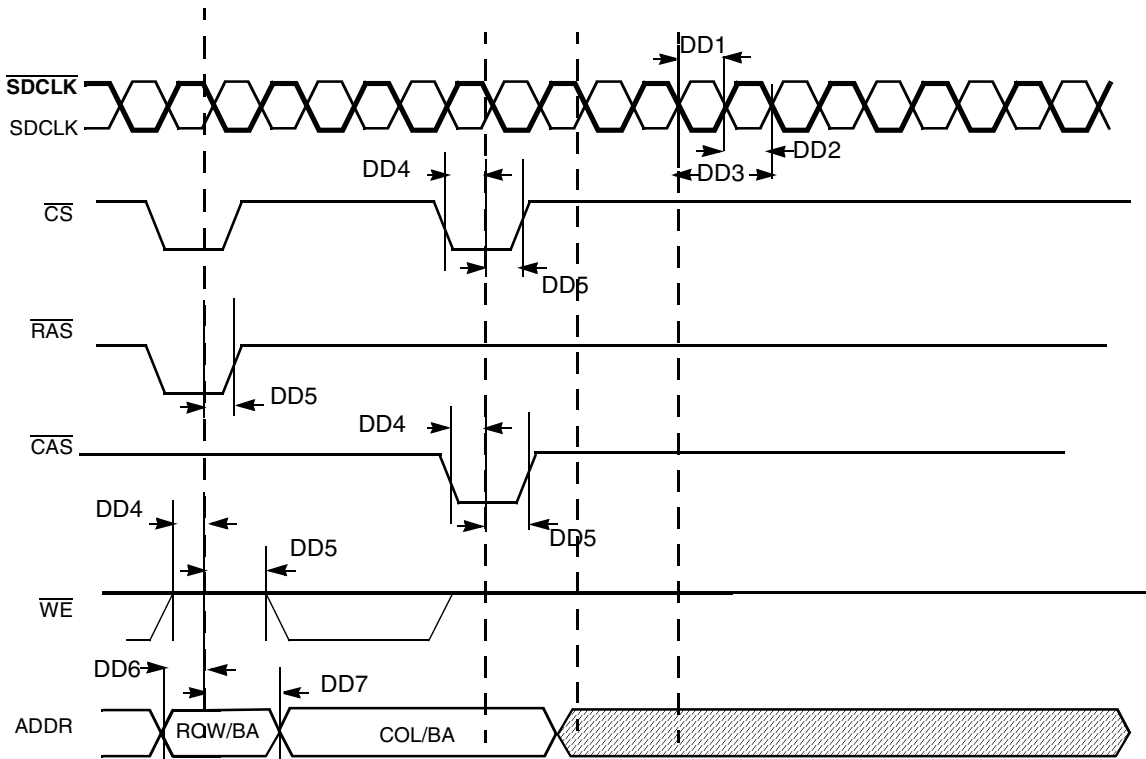 DD1
SDCLK
SDCLK
DD2
DD3
DD4
CS
DD5
RAS
DD5
DD4
CAS
DD4
DD5
DD5
WE
DD6
DD7
ADDR
ROW/BA
COL/BA